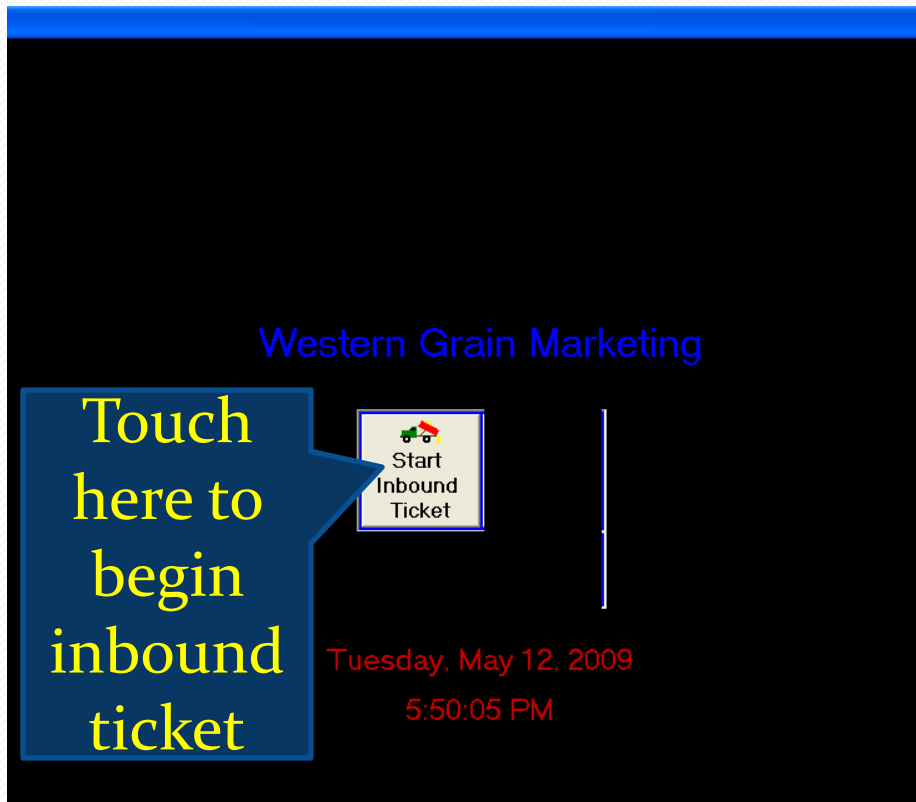 Western Grain Marketing
Touch
here to
begin
inbound
ticket
Start
Inbound
Ticket
Tuesday, May 12, 2009
5:50:05 PM